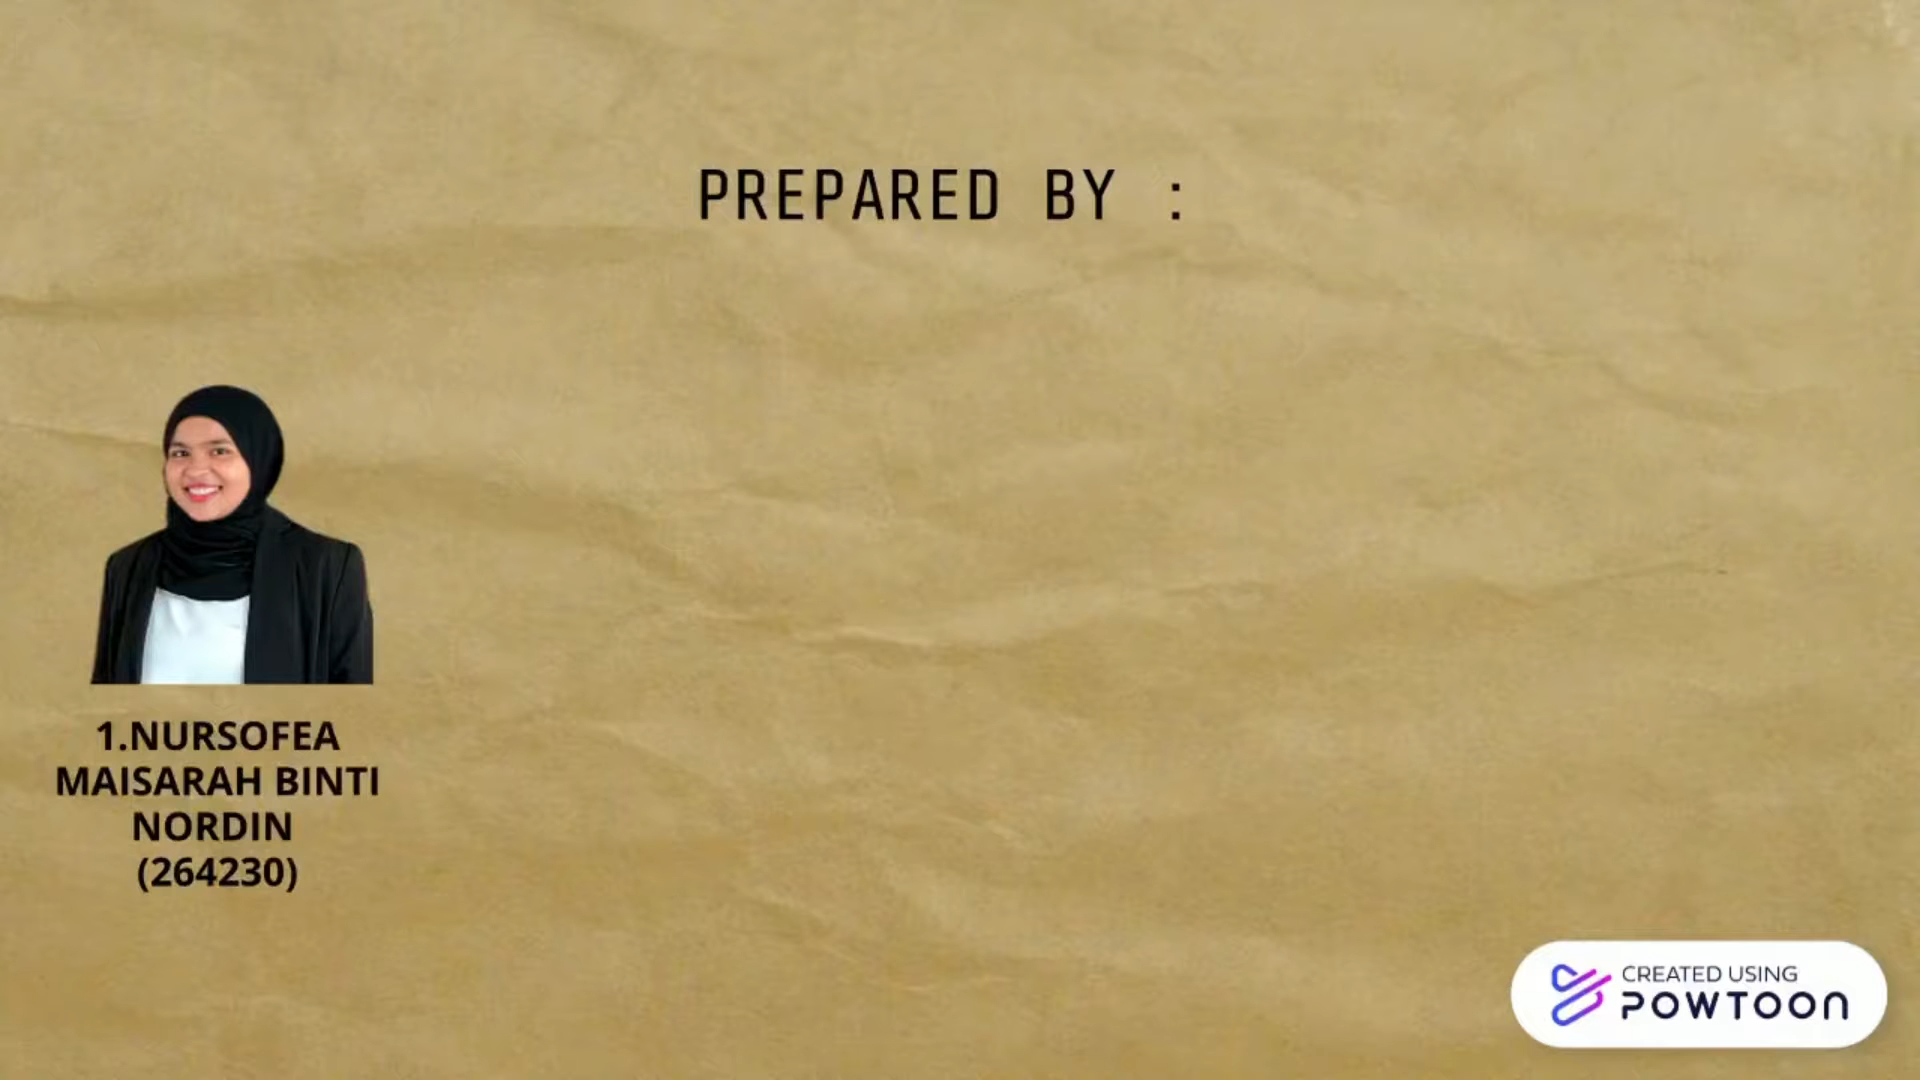 PREPARED BY :
1.NURSOFEA
MAISARAH BINTI
NORDIN
(264230)
CREATED USING
POWTOON